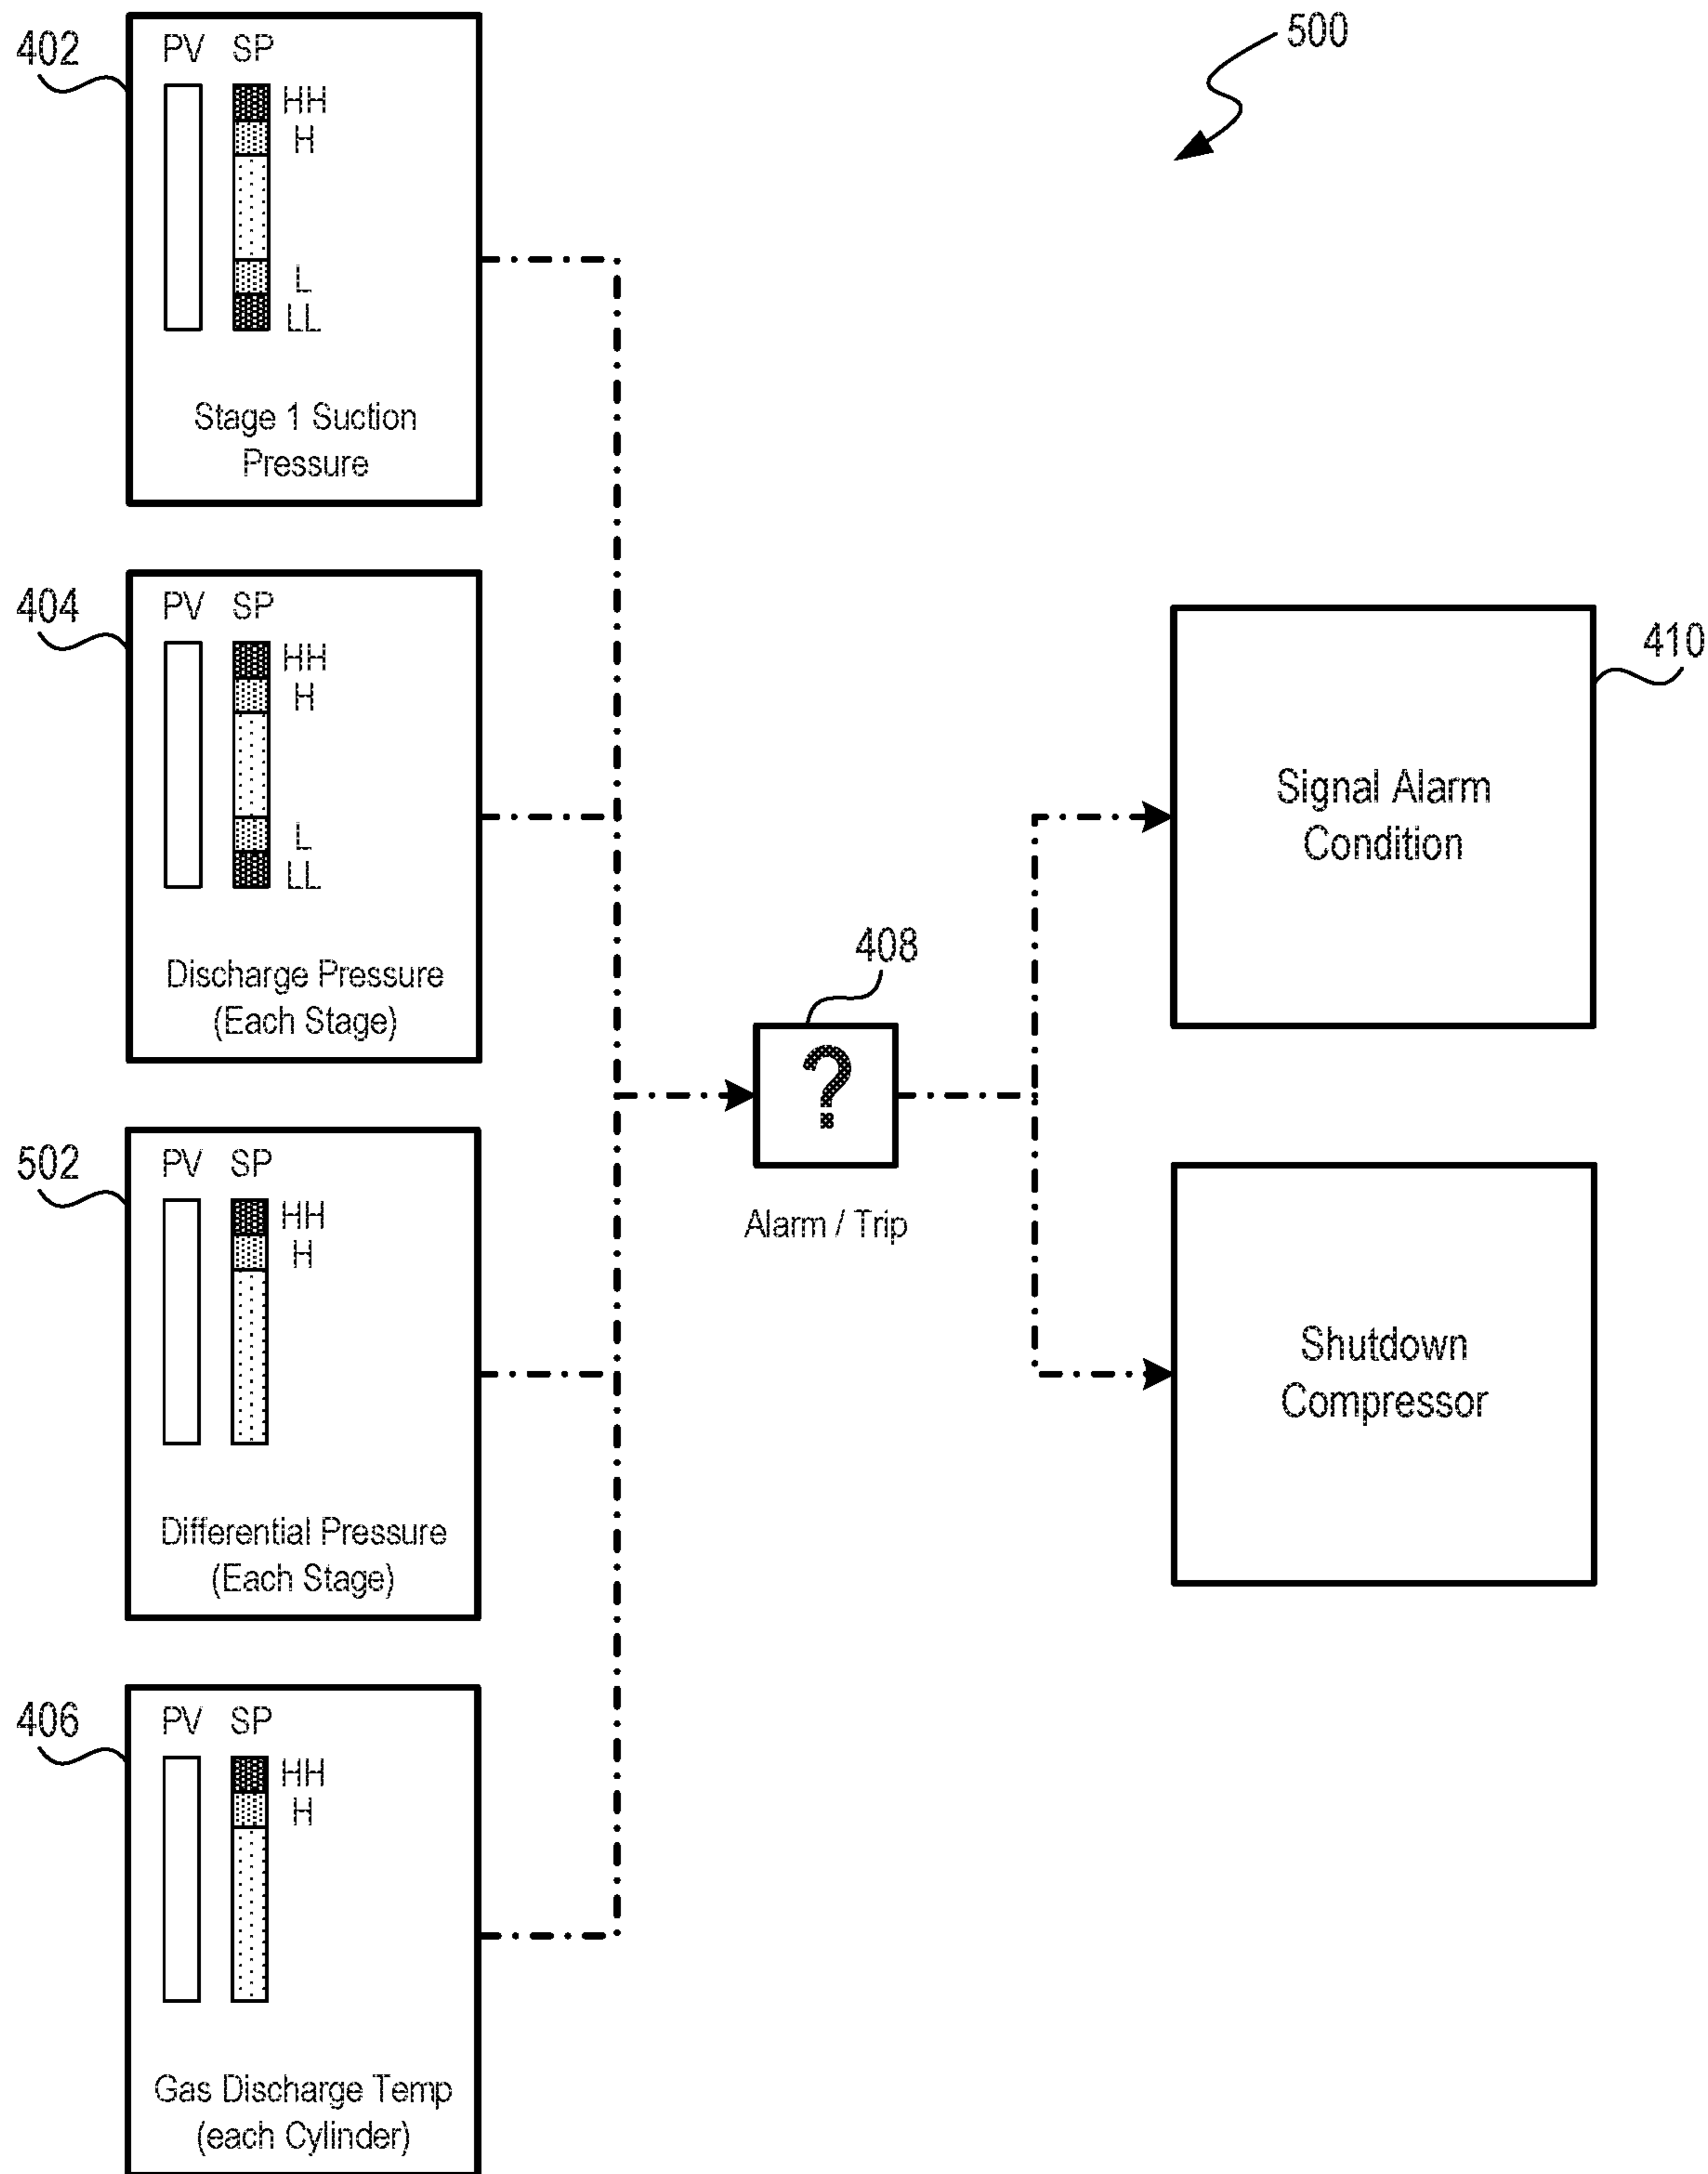 500
402
PV SP
HH
H
L
LL
Stage 1 Suction
Pressure
404
PV SP
HH
H
L
LL
Discharge Pressure
(Each Stage)
502
PV SP
HH
H
Differential Pressure
(Each Stage)
406
PV SP
HH
H
Gas Discharge Temp
(each Cylinder)
408
?
Alarm / Trip
410
Signal Alarm
Condition
Shutdown
Compressor